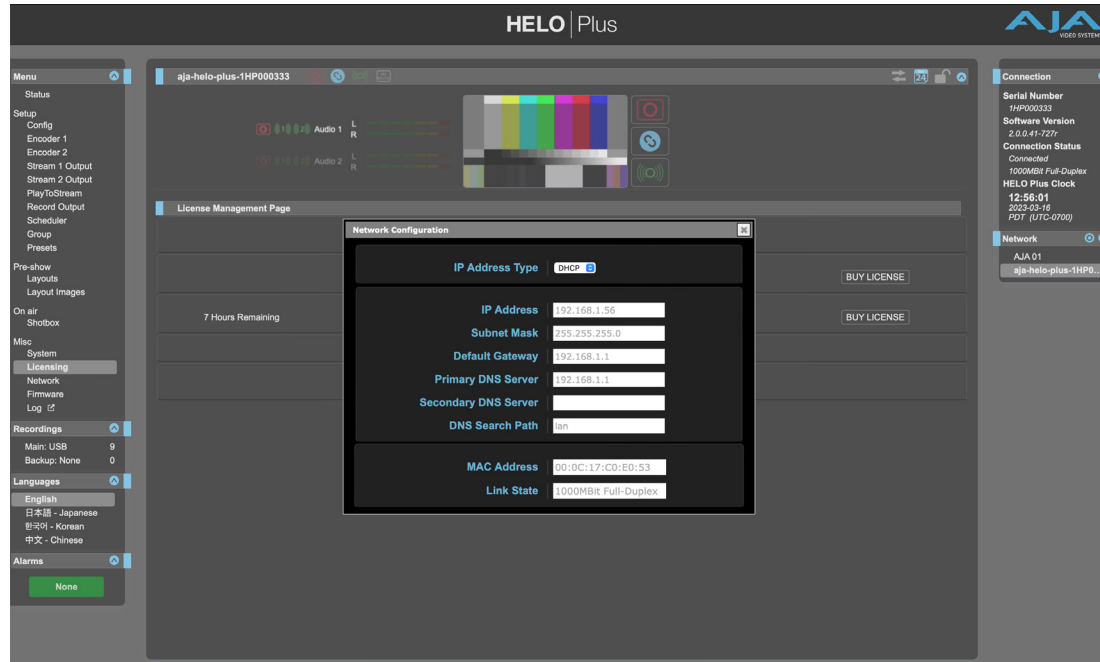 HELO | Plus
AJA
VIDEO SYSTEMS
Menu
Status
Setup
Config
Encoder 1
Encoder 2
Stream 1 Output
Stream 2 Output
PlayToStream
Record Output
Scheduler
Group
Presets
Pre-show
Layouts
Layout Images
On air
Shotbox
Misc
System
Licensing
Network
Firmware
Log
Recordings
Main: USB 9
Backup: None 0
Languages
English
日本語 - Japanese
한국어 - Korean
中文 - Chinese
Alarms
None
aja-helo-plus-1HP000333
24
Audio 1 L
R
Audio 2 L
R
License Management Page
BUY LICENSE
7 Hours Remaining BUY LICENSE
Network Configuration
IP Address Type DHCP
IP Address 192.168.1.56
Subnet Mask 255.255.255.0
Default Gateway 192.168.1.1
Primary DNS Server 192.168.1.1
Secondary DNS Server
DNS Search Path lan
MAC Address 00:0C:17:C0:E0:53
Link State 1000MBit Full-Duplex
Connection
Serial Number
1HP000333
Software Version
2.0.0.41-727r
Connection Status
Connected
1000MBit Full-Duplex
HELO Plus Clock
12:56:01
2023-03-16
PDT (UTC-0700)
Network
AJA 01
aja-helo-plus-1HP0...